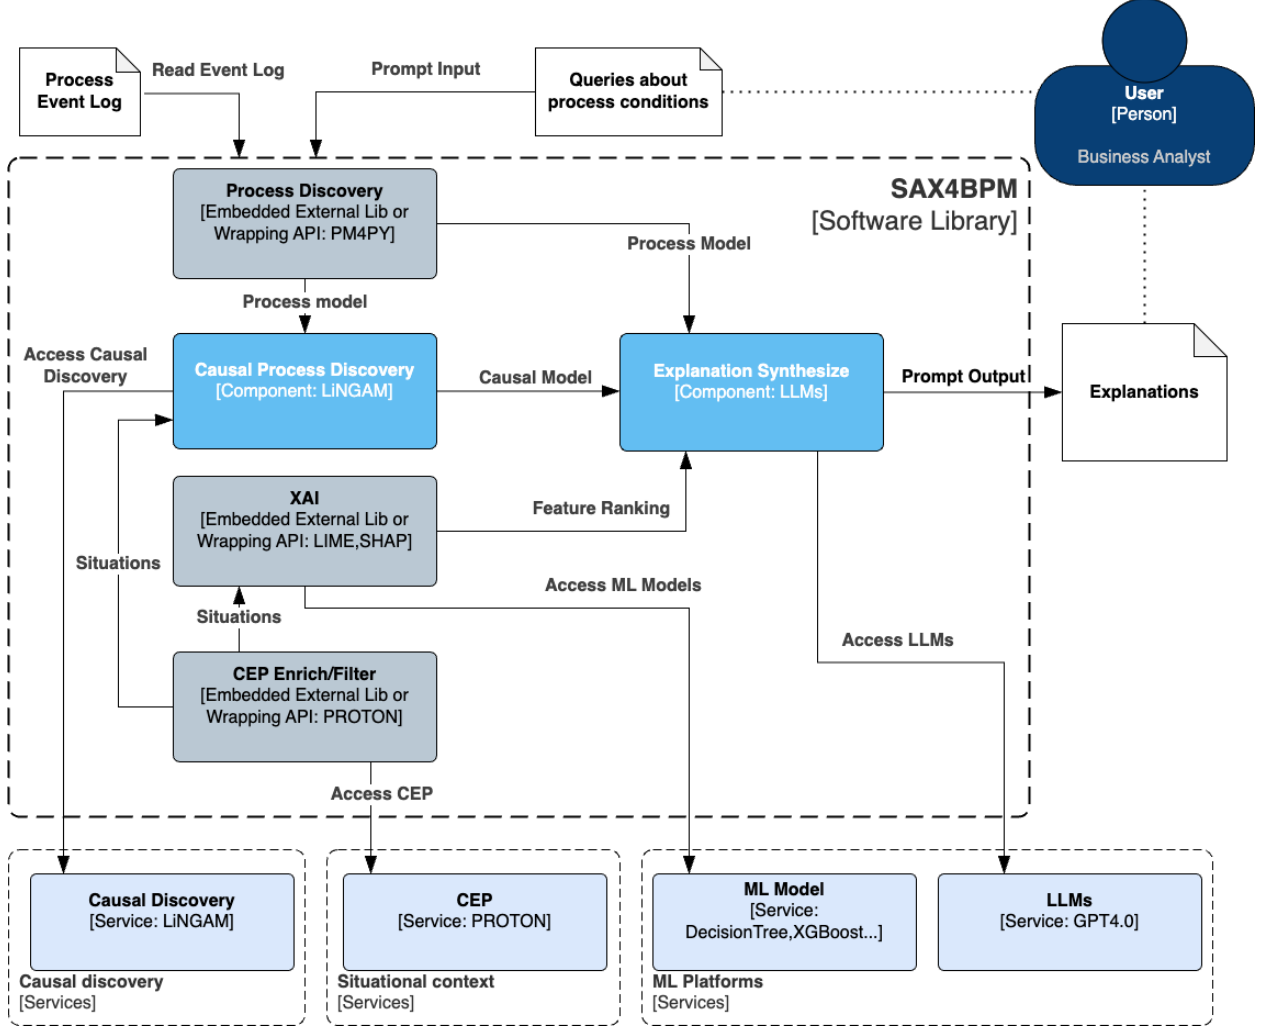 Process
Event Log
Read Event Log
Prompt Input
Queries about
process conditions
User
[Person]
Business Analyst
SAX4BPM
[Software Library]
Process Discovery
[Embedded External Lib or
Wrapping API: PM4PY]
Process Model
Process model
Access Causal
Discovery
Causal Process Discovery
[Component: LiNGAM]
Causal Model
Explanation Synthesize
[Component: LLMs]
Prompt Output
Explanations
XAI
[Embedded External Lib or
Wrapping API: LIME,SHAP]
Feature Ranking
Situations
Situations
Access ML Models
Access LLMs
CEP Enrich/Filter
[Embedded External Lib or
Wrapping API: PROTON]
Access CEP
Causal Discovery
[Service: LiNGAM]
Causal discovery
[Services]
CEP
[Service: PROTON]
Situational context
[Services]
ML Model
[Service:
DecisionTree,XGBoost...]
LLMs
[Service: GPT4.0]
ML Platforms
[Services]